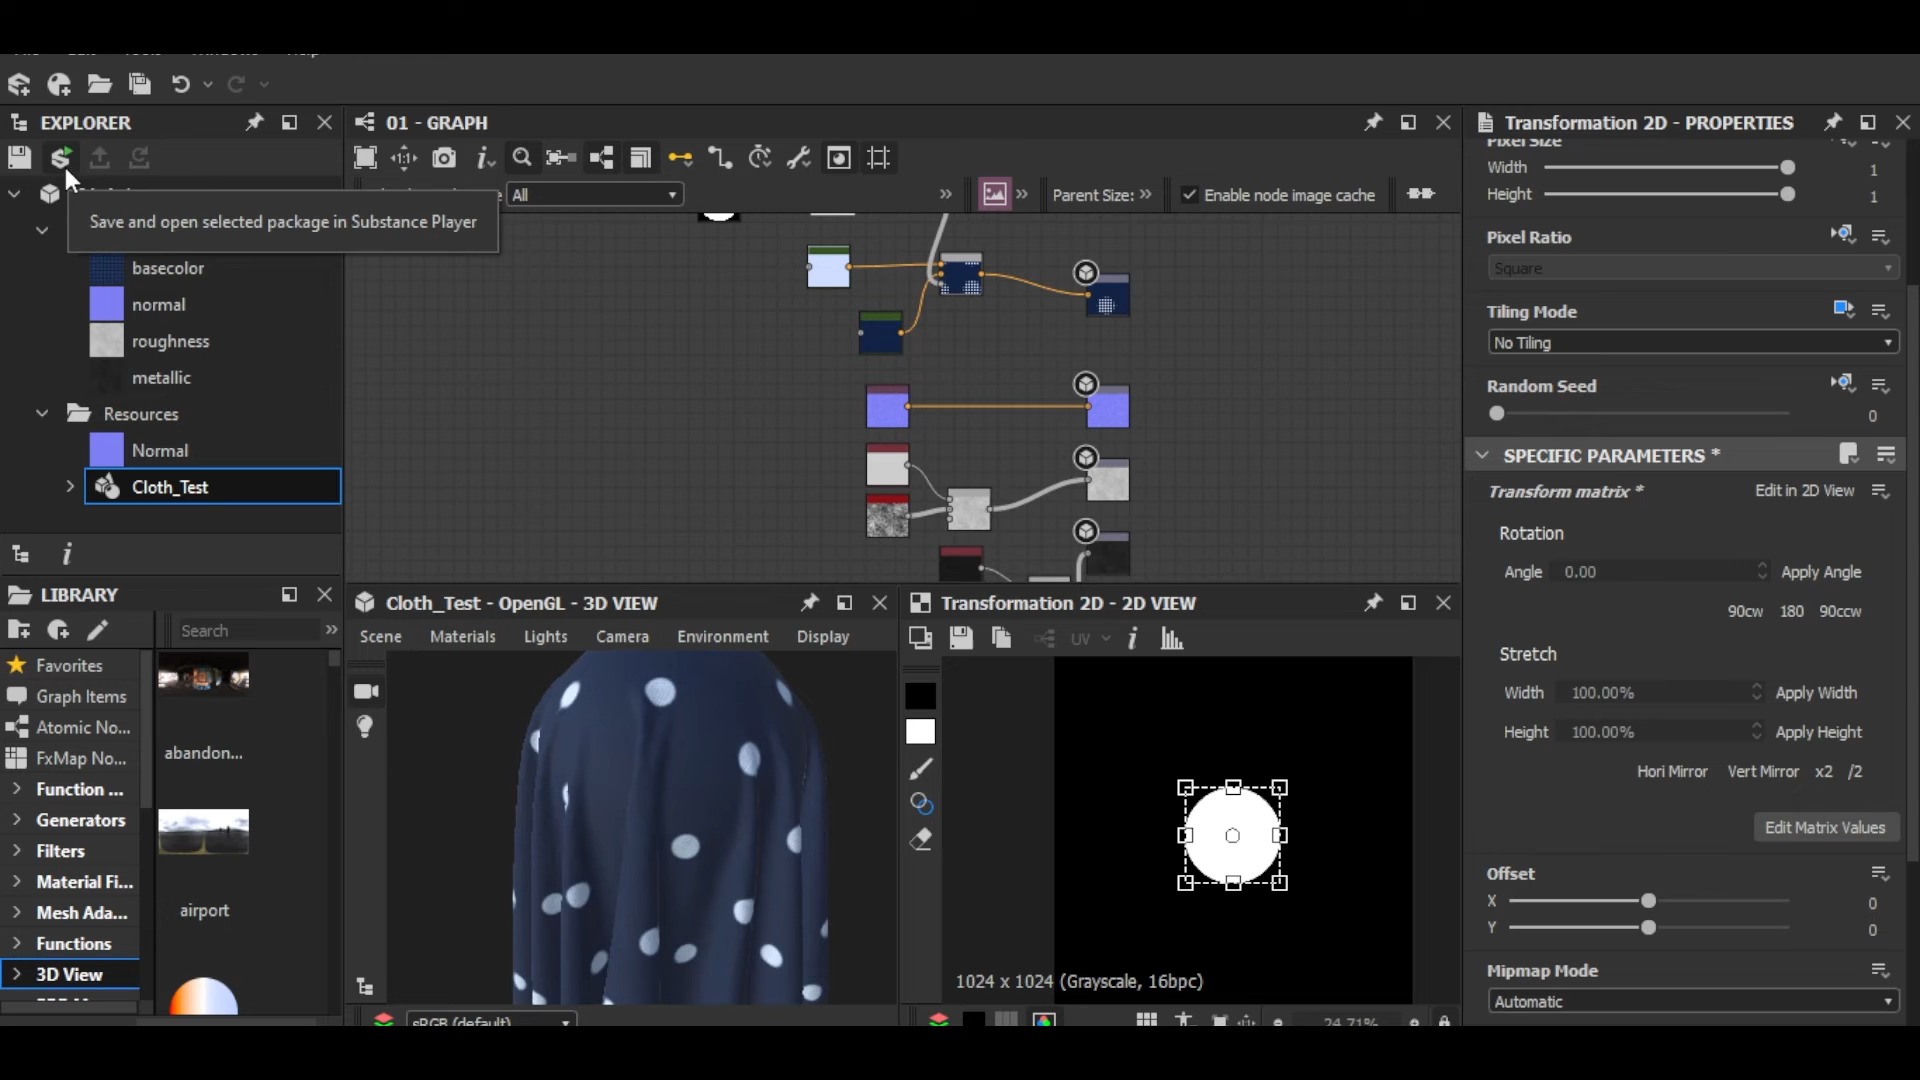 EXPLORER
01 - GRAPH
Transformation 2D - PROPERTIES
Pixel Size
Width
1
Height
1
All
Parent Size:
Enable node image cache
Save and open selected package in Substance Player
basecolor
normal
roughness
metallic
Resources
Normal
Cloth_Test
Pixel Ratio
Square
Tiling Mode
No Tiling
Random Seed
0
SPECIFIC PARAMETERS *
Transform matrix *
Edit in 2D View
Rotation
Angle
0.00
Apply Angle
90cw
180
90ccw
Stretch
Width
100.00%
Apply Width
Height
100.00%
Apply Height
Hori Mirror
Vert Mirror
x2
/2
Edit Matrix Values
Offset
X
0
Y
0
Mipmap Mode
Automatic
LIBRARY
Search
Favorites
Graph Items
Atomic No...
FxMap No...
Function ...
Generators
Filters
Material Fi...
Mesh Ada...
Functions
3D View
abandon...
airport
Cloth_Test - OpenGL - 3D VIEW
Scene
Materials
Lights
Camera
Environment
Display
sRGB (default)
Transformation 2D - 2D VIEW
UV
1024 x 1024 (Grayscale, 16bpc)
24.71%